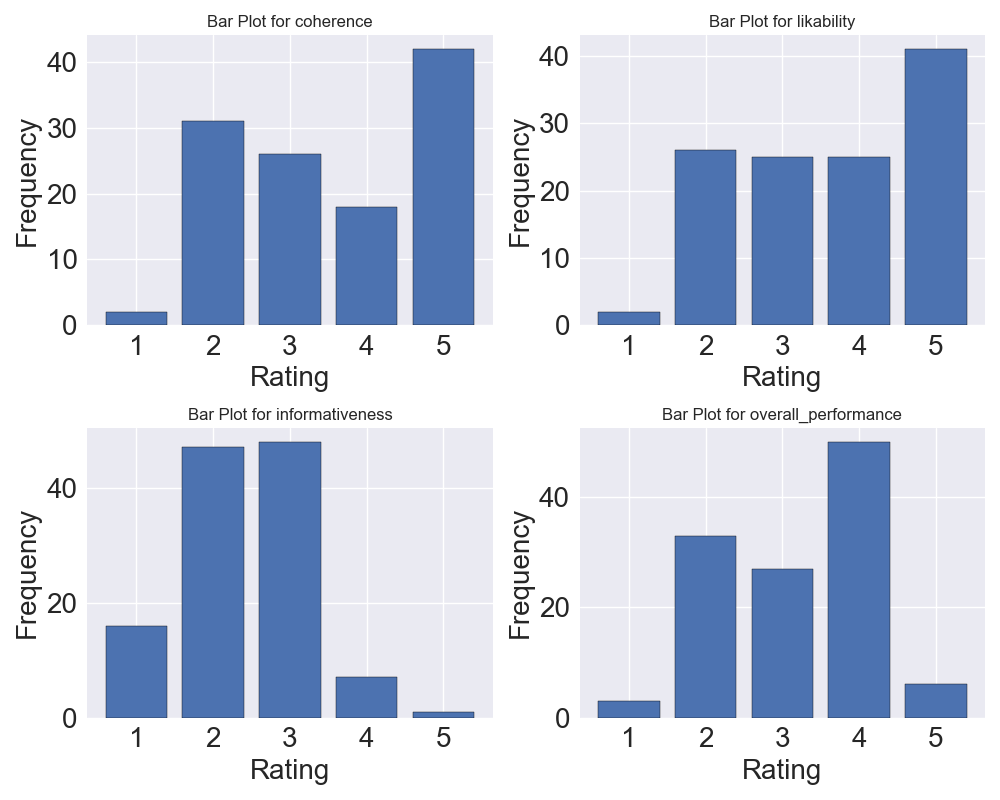 Bar Plot for coherence
Frequency
40
30
20
10
0
1 2 3 4 5
Rating
Bar Plot for likability
Frequency
40
30
20
10
0
1 2 3 4 5
Rating
Bar Plot for informativeness
Frequency
40
20
0
1 2 3 4 5
Rating
Bar Plot for overall_performance
Frequency
40
20
0
1 2 3 4 5
Rating